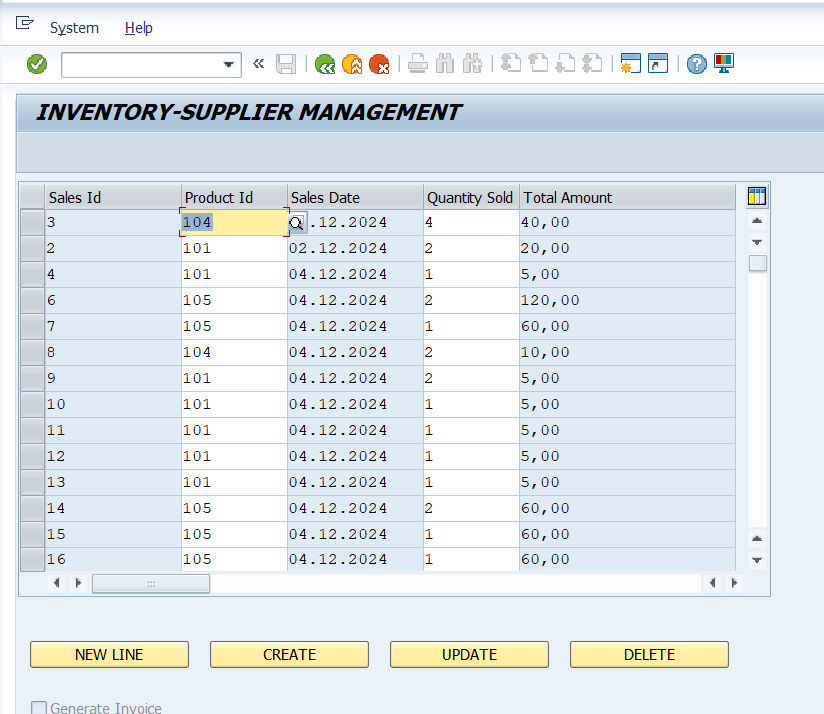 System Help
INVENTORY-SUPPLIER MANAGEMENT
Sales Id Product Id Sales Date Quantity Sold Total Amount
3 104 .12.2024 4 40,00
2 101 02.12.2024 2 20,00
4 101 04.12.2024 1 5,00
6 105 04.12.2024 2 120,00
7 105 04.12.2024 1 60,00
8 104 04.12.2024 2 10,00
9 101 04.12.2024 2 5,00
10 101 04.12.2024 1 5,00
11 101 04.12.2024 1 5,00
12 101 04.12.2024 1 5,00
13 101 04.12.2024 1 5,00
14 105 04.12.2024 2 60,00
15 105 04.12.2024 1 60,00
16 105 04.12.2024 1 60,00
NEW LINE CREATE UPDATE DELETE
Generate Invoice